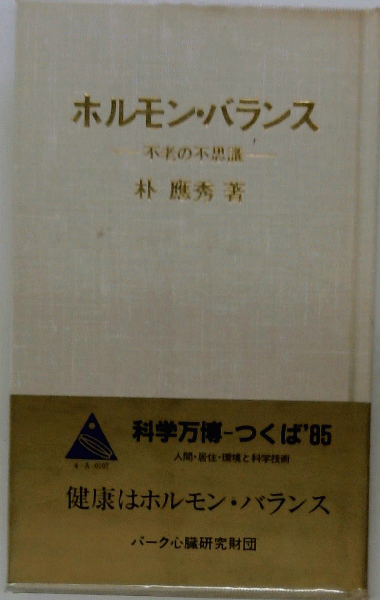 ホルモン・バランス
―不老の不思議―
朴應秀著
科学万博-つくば'85
人間・居住・環境と科学技術
4-A-0107
健康はホルモン・バランス
パーク心臓研究財団